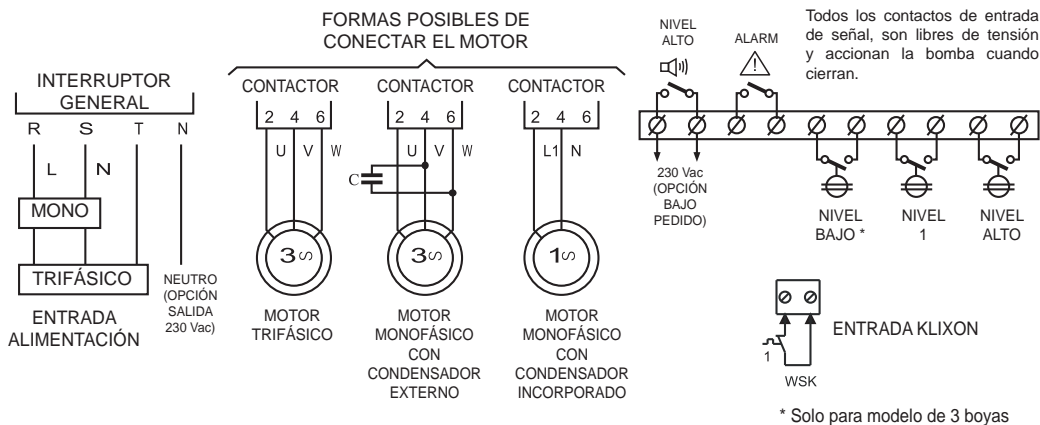 FORMAS POSIBLES DE
CONECTAR EL MOTOR
INTERRUPTOR
GENERAL
R S T N
L N
MONO
TRIFÁSICO
ENTRADA
ALIMENTACIÓN
NEUTRO
(OPCIÓN
SALIDA
230 Vac)
CONTACTOR
2 4 6
U V W
3
MOTOR
TRIFÁSICO
CONTACTOR
2 4 6
U V W
C
3
MOTOR
MONOFÁSICO
CON
CONDENSADOR
EXTERNO
CONTACTOR
2 4 6
L1 N
1
MOTOR
MONOFÁSICO
CON
CONDENSADOR
INCORPORADO
NIVEL
ALTO
ALARM
Todos los contactos de entrada
de señal, son libres de tensión
y accionan la bomba cuando
cierran.
230 Vac
(OPCIÓN
BAJO
PEDIDO)
NIVEL
BAJO *
NIVEL
1
NIVEL
ALTO
ENTRADA KLIXON
1
WSK
* Solo para modelo de 3 boyas